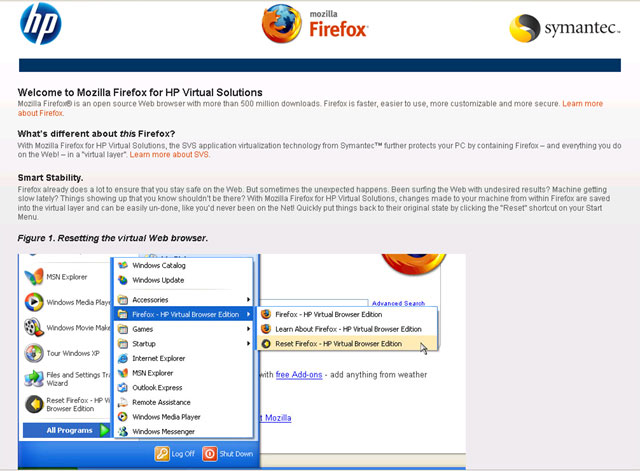 hp
mozilla
Firefox®
symantec™
Welcome to Mozilla Firefox for HP Virtual Solutions
Mozilla Firefox® is an open source Web browser with more than 500 million downloads. Firefox is faster, easier to use, more customizable and more secure. Learn more
about Firefox.
What's different about this Firefox?
With Mozilla Firefox for HP Virtual Solutions, the SVS application virtualization technology from Symantec™ further protects your PC by containing Firefox – and everything you do
on the Web! – in a "virtual layer". Learn more about SVS.
Smart Stability.
Firefox already does a lot to ensure that you stay safe on the Web. But sometimes the unexpected happens. Been surfing the Web with undesired results? Machine getting
slow lately? Things showing up that you know shouldn't be there? With Mozilla Firefox for HP Virtual Solutions, changes made to your machine from within Firefox are saved
into the virtual layer and can be easily un-done, like you'd never been on the Net! Quickly put things back to their original state by clicking the "Reset" shortcut on your Start
Menu.
Figure 1. Resetting the virtual Web browser.
MSN Explorer
Windows Media Player
Windows Movie Make
Tour Windows XP
Files and Settings Tra
Wizard
Reset Firefox - HP V
Browser Edition
All Programs
Windows Catalog
Windows Update
Accessories
Firefox - HP Virtual Browser Edition
Games
Startup
Internet Explorer
MSN Explorer
Outlook Express
Remote Assistance
Windows Media Player
Windows Messenger
Advanced Search
Firefox - HP Virtual Browser Edition
Learn About Firefox - HP Virtual Browser Edition
Reset Firefox - HP Virtual Browser Edition
with free Add-ons - add anything from weather
t Mozilla
Log Off
Shut Down